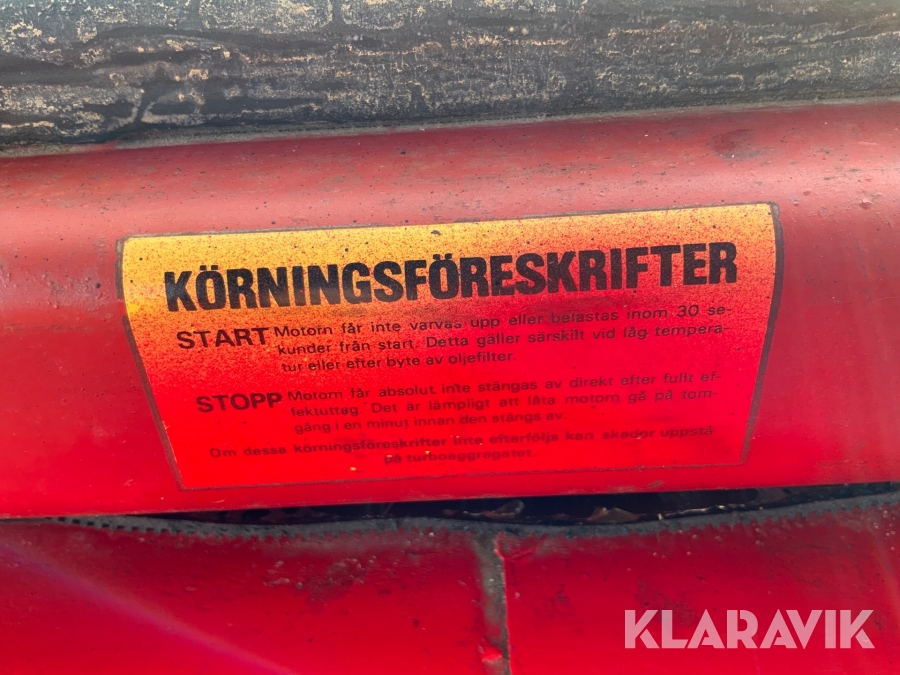 KÖRNINGSFÖRESKRIFTER
START Motorn får inte varvas upp eller belastas inom 30 se-
kunder från start. Detta gäller särskilt vid låg tempera-
tur eller efter byte av oljefilter.
STOPP Motorn får absolut inte stängas av direkt efter fullt ef-
fektuttag. Det är lämpligt att låta motorn gå på tom-
gång i en minut innan den stängs av.
Om dessa körningsföreskrifter inte efterföljs kan skador uppstå
på turboaggregatet.
KLARAVIK